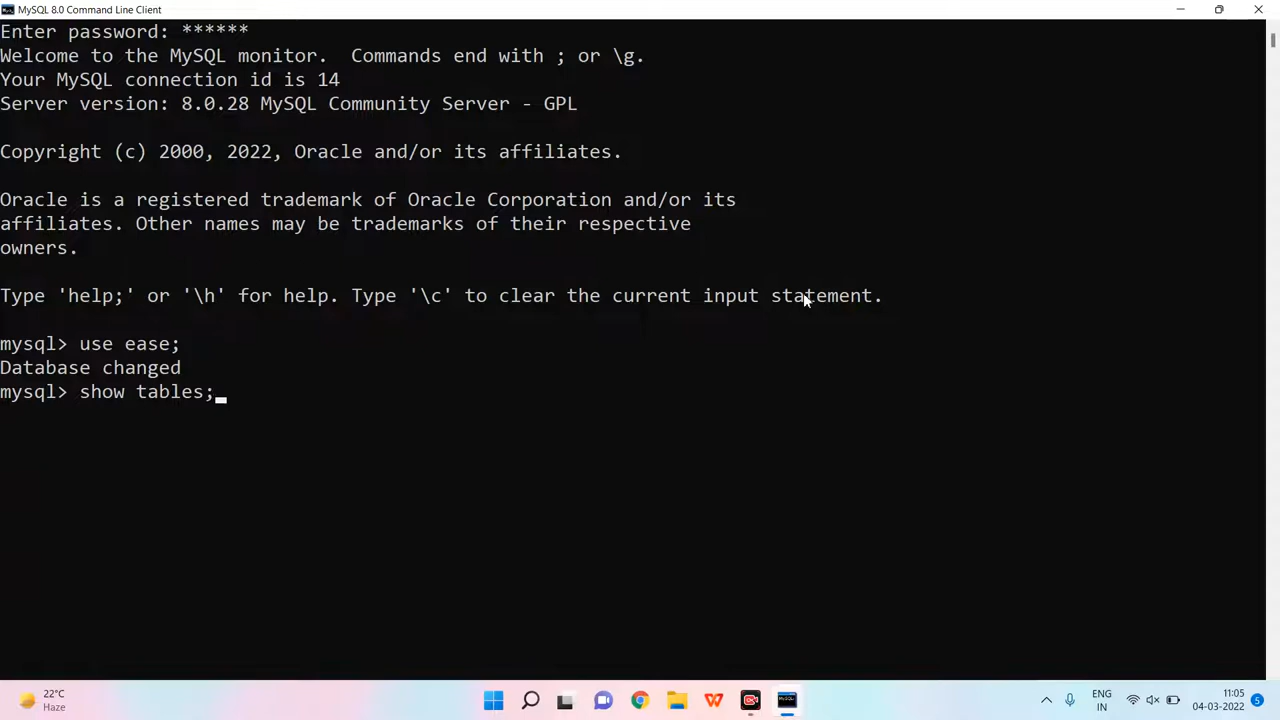 MySQL 8.0 Command Line Client
Enter password: ******
Welcome to the MySQL monitor.  Commands end with ; or \g.
Your MySQL connection id is 14
Server version: 8.0.28 MySQL Community Server - GPL
Copyright (c) 2000, 2022, Oracle and/or its affiliates.
Oracle is a registered trademark of Oracle Corporation and/or its
affiliates. Other names may be trademarks of their respective
owners.
Type 'help;' or '\h' for help. Type '\c' to clear the current input statement.
mysql> use ease;
Database changed
mysql> show tables;
22°C
Haze
ENG
IN
11:05
04-03-2022
5